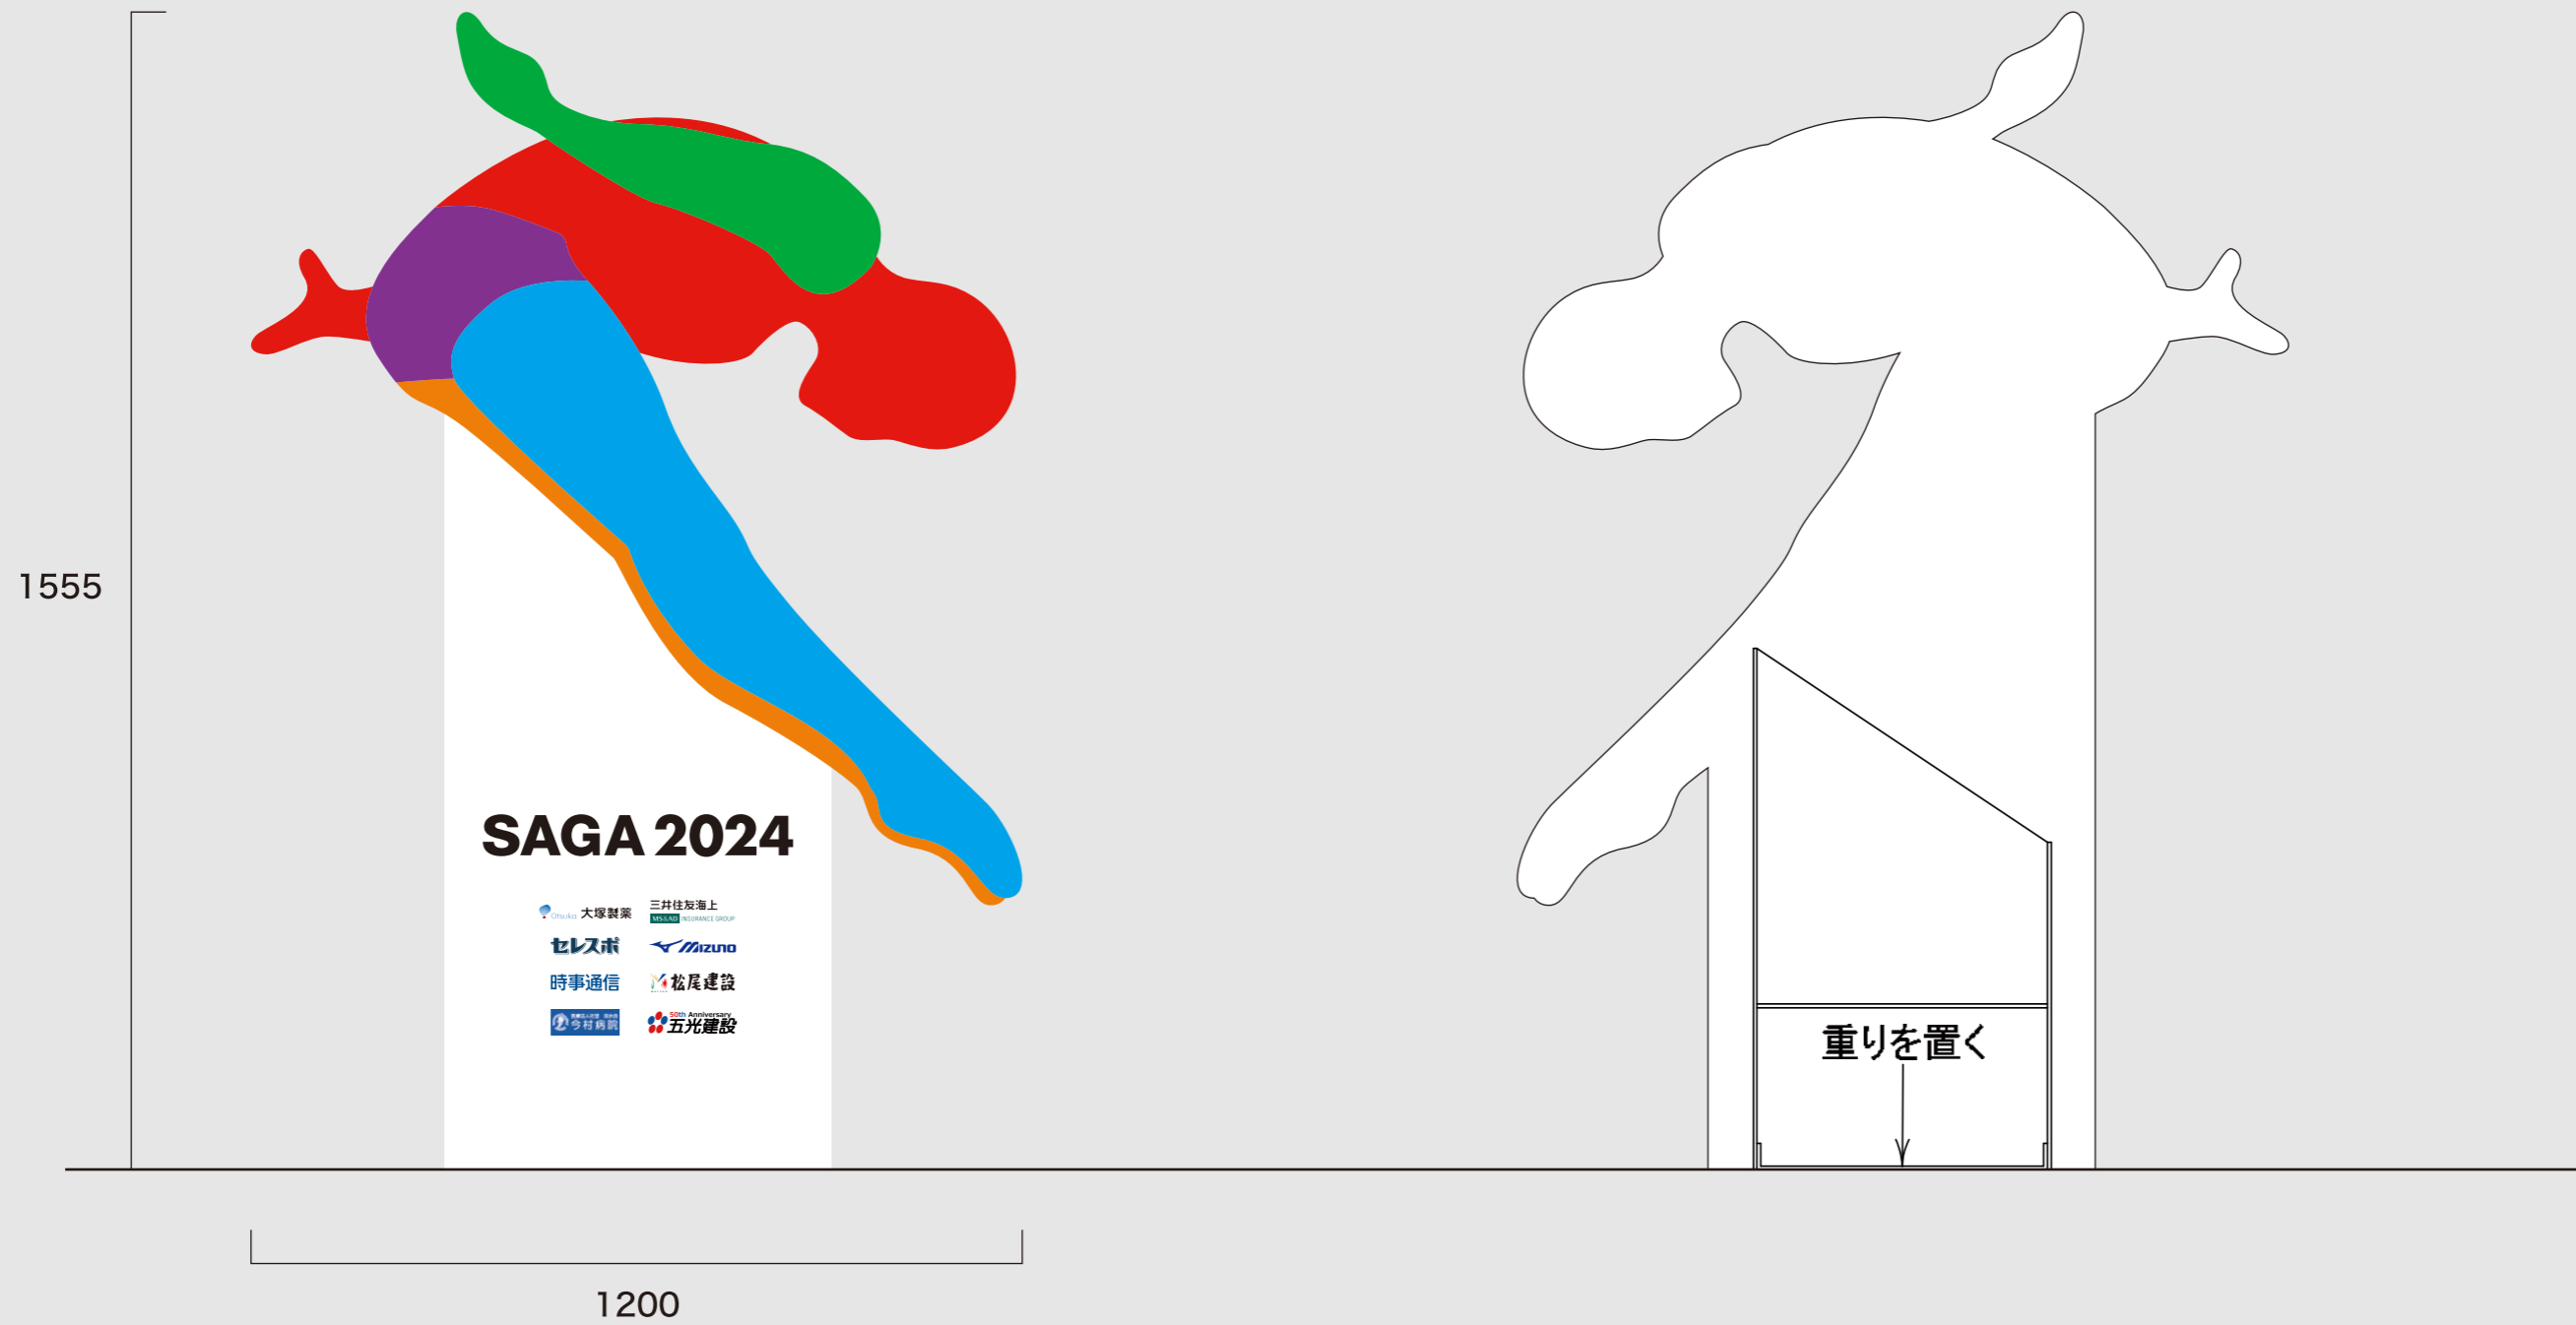 1555
SAGA 2024
Otsuka 大塚製薬
三井住友海上
MS&AD INSURANCE GROUP
セレスポ
MIZUNO
時事通信
松尾建設
今村病院
50th Anniversary
五光建設
1200
重りを置く